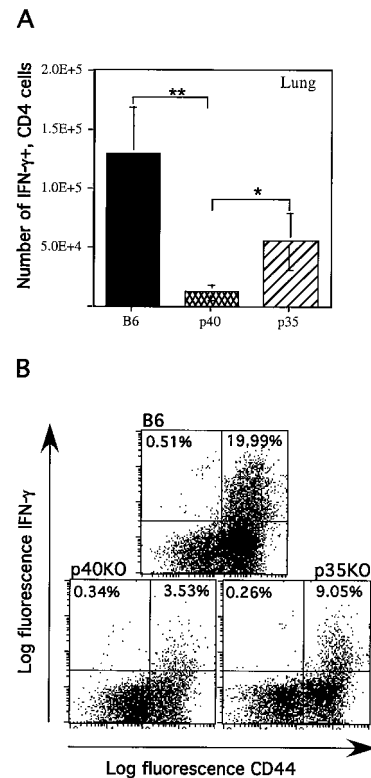 A
Number of IFN-γ+, CD4 cells
2.0E+5
1.5E+5
1.0E+5
5.0E+4
Lung
**
*
B6
p40
p35
B
Log fluorescence IFN-γ
B6
0.51% 19,99%
p40KO
0.34% 3.53%
p35KO
0.26% 9.05%
Log fluorescence CD44